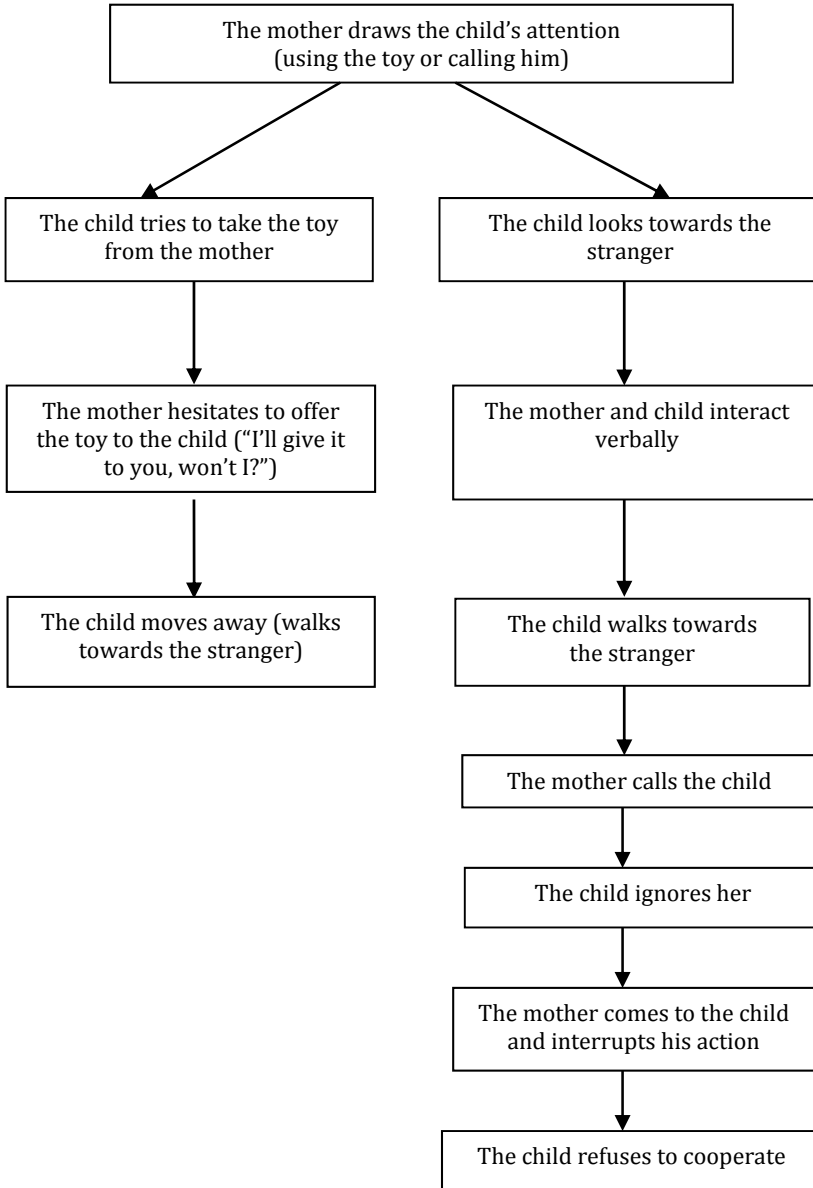 The mother draws the child’s attention
(using the toy or calling him)
The child tries to take the toy
from the mother
The child looks towards the
stranger
The mother hesitates to offer
the toy to the child (“I’ll give it
to you, won’t I?”)
The mother and child interact
verbally
The child moves away (walks
towards the stranger)
The child walks towards
the stranger
The mother calls the child
The child ignores her
The mother comes to the child
and interrupts his action
The child refuses to cooperate